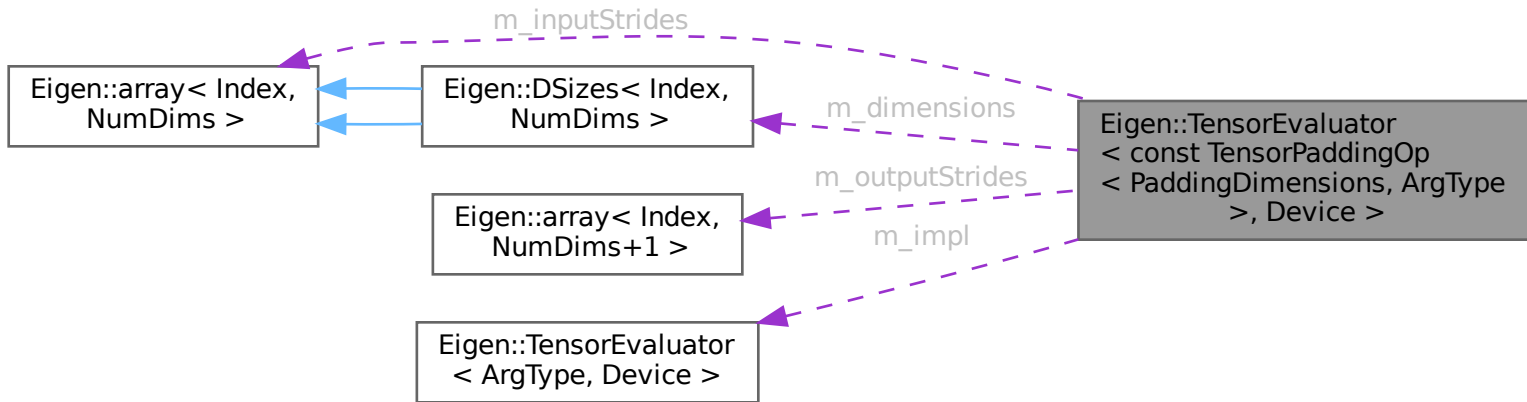 m_inputStrides
Eigen::array< Index,
NumDims >
Eigen::DSizes< Index,
NumDims >
m_dimensions
Eigen::TensorEvaluator
< const TensorPaddingOp
< PaddingDimensions, ArgType
>, Device >
m_outputStrides
Eigen::array< Index,
NumDims+1 >
m_impl
Eigen::TensorEvaluator
< ArgType, Device >